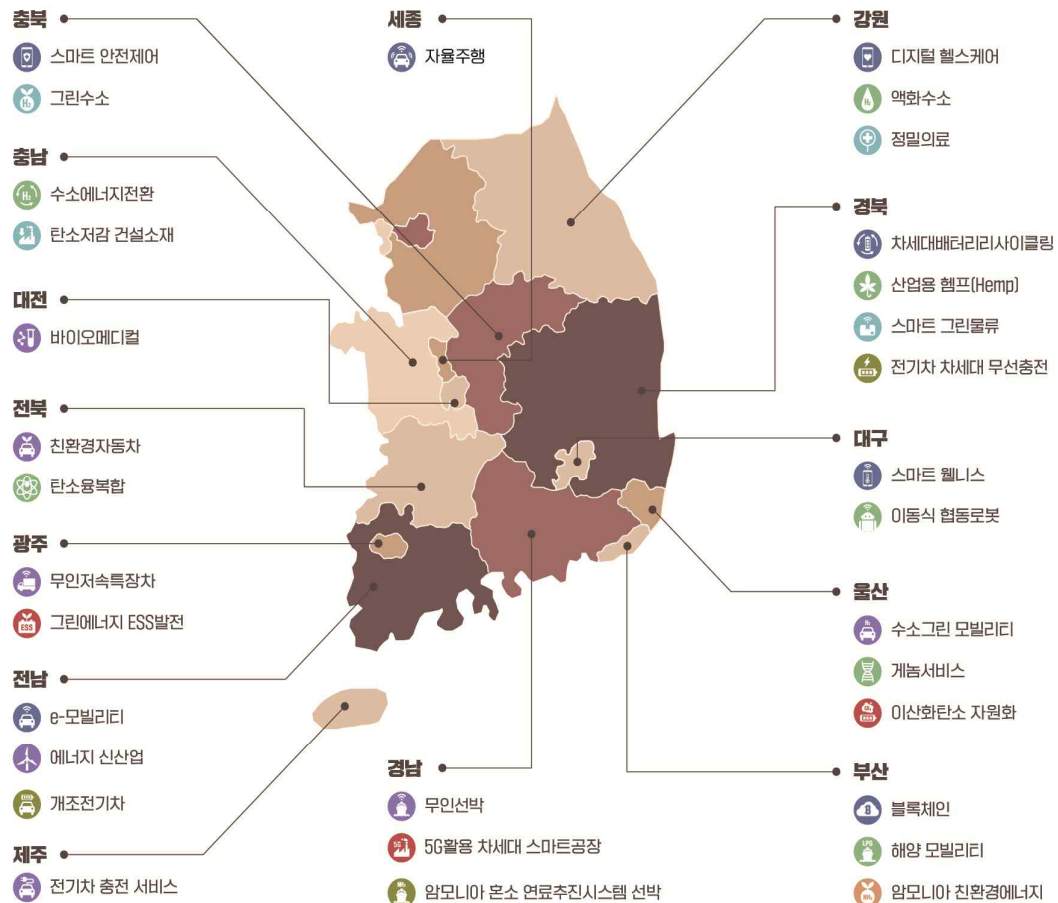 충북
스마트 안전제어
그린수소
충남
수소에너지전환
탄소저감 건설소재
대전
바이오메디컬
전북
친환경자동차
탄소융복합
광주
무인저속특장차
그린에너지 ESS발전
전남
e-모빌리티
에너지 신산업
개조전기차
제주
전기차 충전 서비스
세종
자율주행
경남
무인선박
5G활용 차세대 스마트공장
암모니아 혼소 연료추진시스템 선박
강원
디지털 헬스케어
액화수소
정밀의료
경북
차세대배터리리사이클링
산업용 헴프(Hemp)
스마트 그린물류
전기차 차세대 무선충전
대구
스마트 웰니스
이동식 협동로봇
울산
수소그린 모빌리티
게놈서비스
이산화탄소 자원화
부산
블록체인
해양 모빌리티
암모니아 친환경에너지